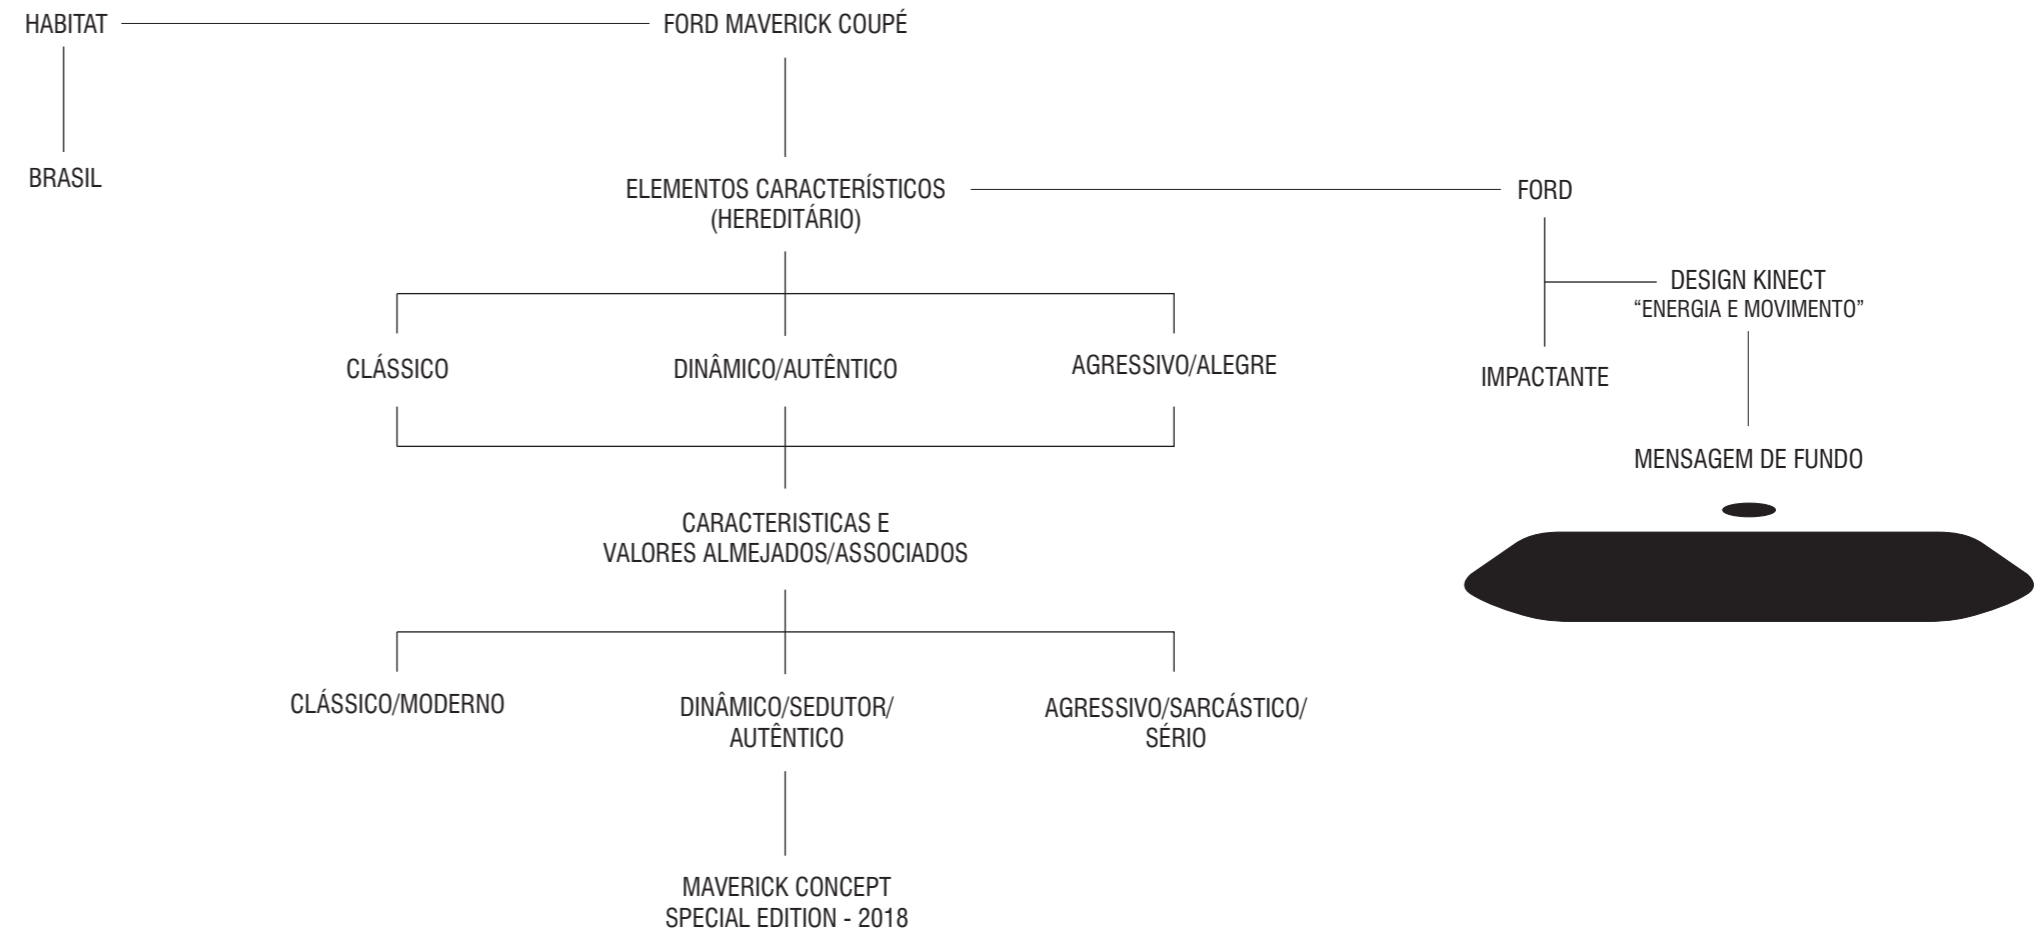 HABITAT
FORD MAVERICK COUPÉ
BRASIL
ELEMENTOS CARACTERÍSTICOS
(HEREDITÁRIO)
FORD
DESIGN KINECT
“ENERGIA E MOVIMENTO”
CLÁSSICO
DINÂMICO/AUTÊNTICO
AGRESSIVO/ALEGRE
IMPACTANTE
MENSAGEM DE FUNDO
CARACTERISTICAS E
VALORES ALMEJADOS/ASSOCIADOS
CLÁSSICO/MODERNO
DINÂMICO/SEDUTOR/
AUTÊNTICO
AGRESSIVO/SARCÁSTICO/
SÉRIO
MAVERICK CONCEPT
SPECIAL EDITION - 2018